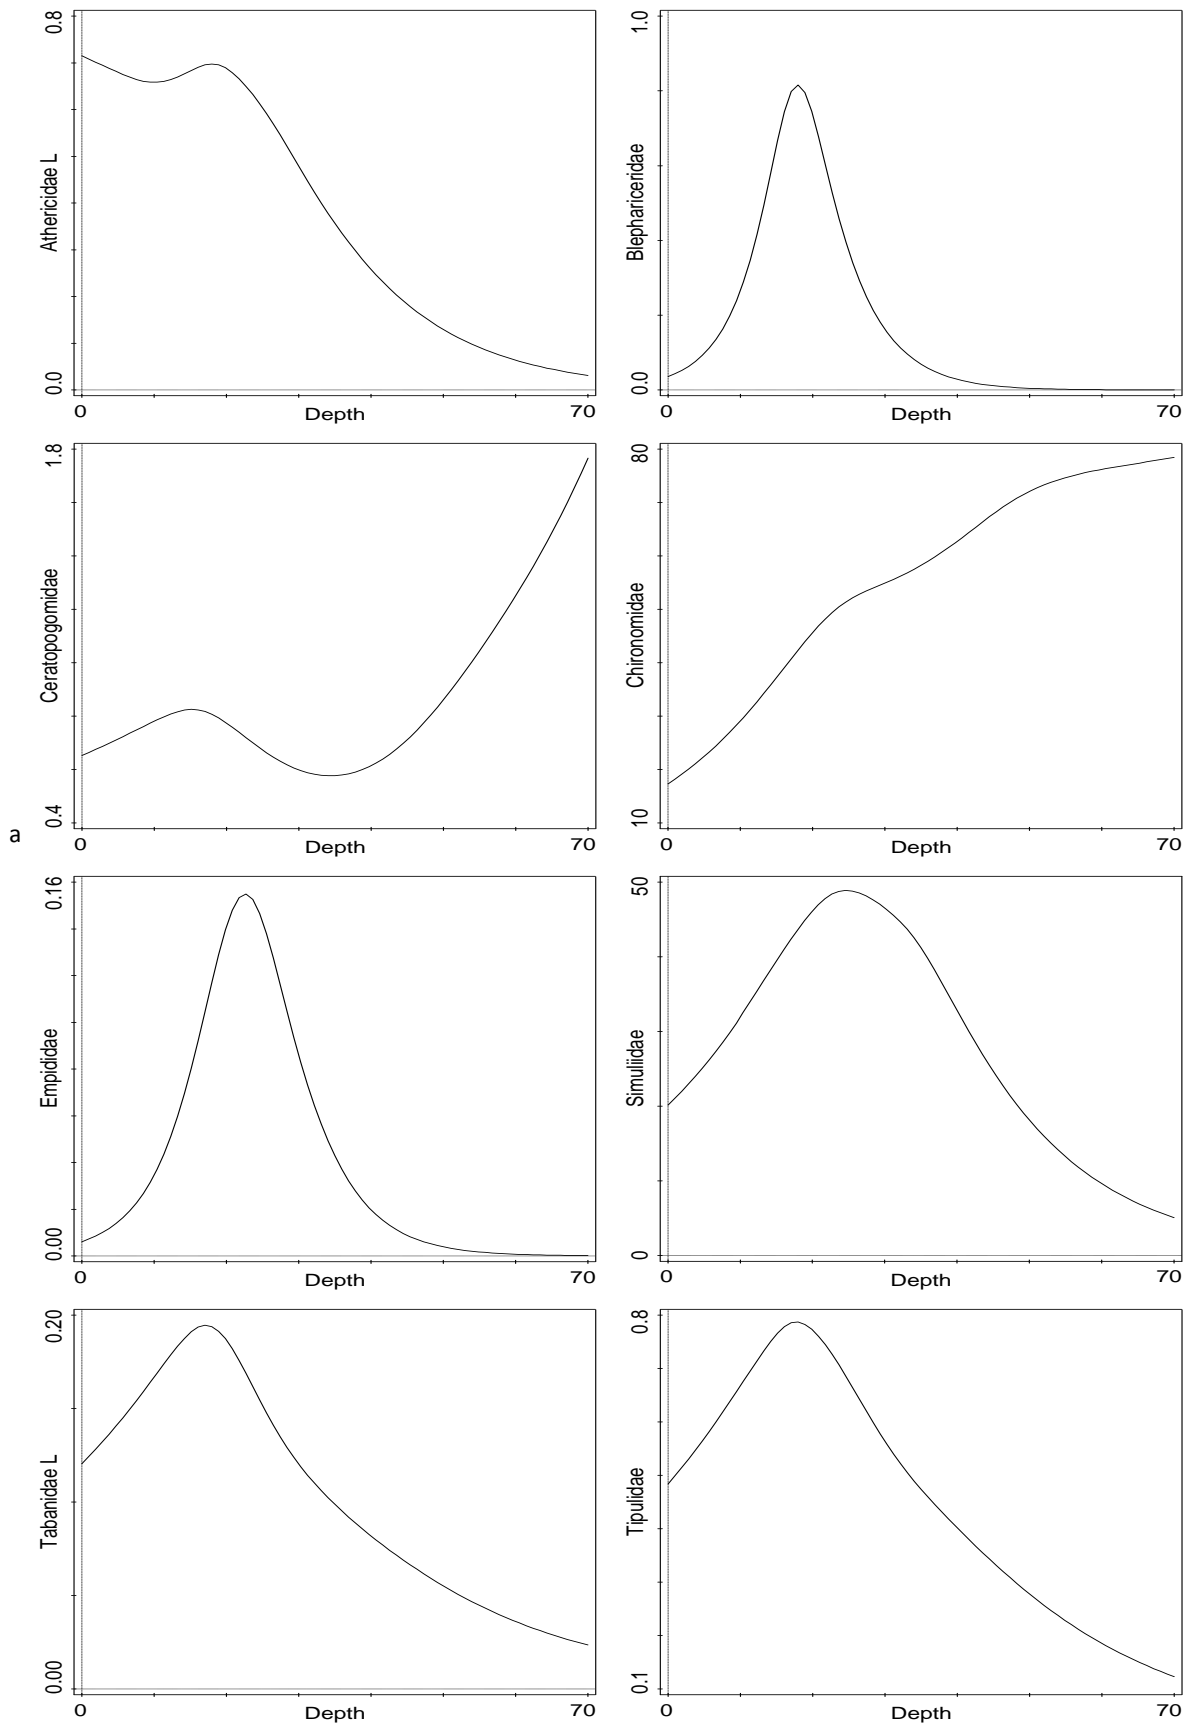 0.8
Athericidae L
0.0
0
Depth
70
1.0
Blephariceridae
0.0
0
Depth
70
1.8
Ceratopogomidae
0.4
0
Depth
70
80
Chironomidae
10
0
Depth
70
a
0.16
Empididae
0.00
0
Depth
70
50
Simuliidae
0
0
Depth
70
0.20
Tabanidae L
0.00
0
Depth
70
0.8
Tipulidae
0.1
0
Depth
70